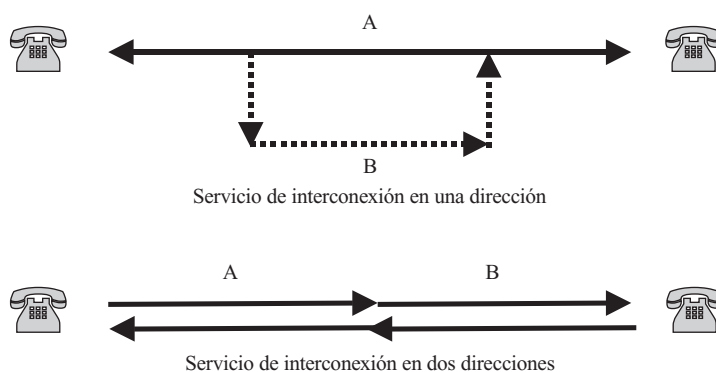 A
B
Servicio de interconexión en una dirección
A B
Servicio de interconexión en dos direcciones